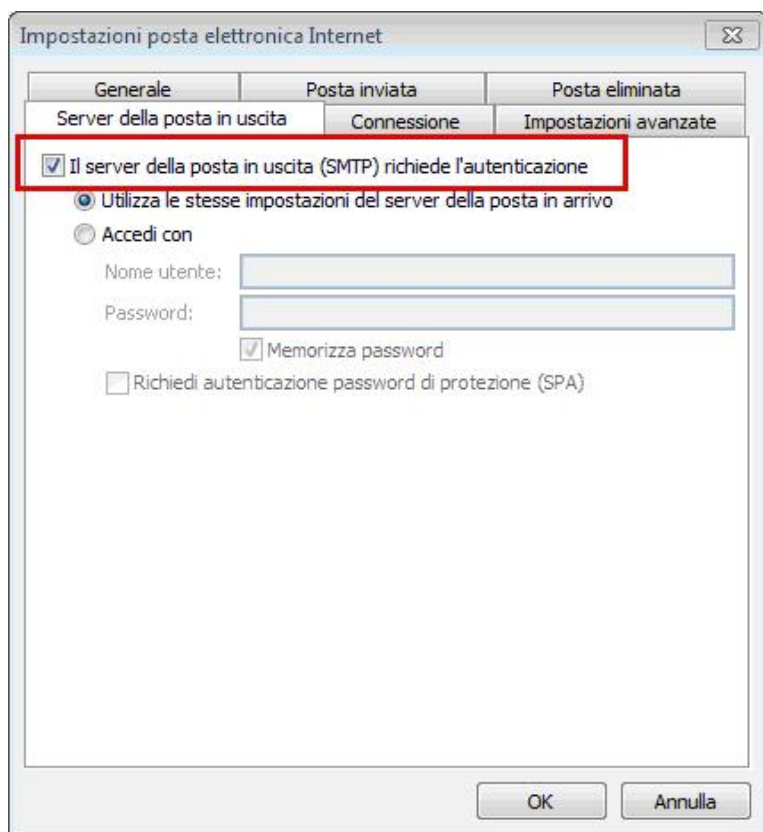 Impostazioni posta elettronica Internet
Generale Posta inviata Posta eliminata
Server della posta in uscita Connessione Impostazioni avanzate
Il server della posta in uscita (SMTP) richiede l'autenticazione
Utilizza le stesse impostazioni del server della posta in arrivo
Accedi con
Nome utente:
Password:
Memorizza password
Richiedi autenticazione password di protezione (SPA)
OK Annulla